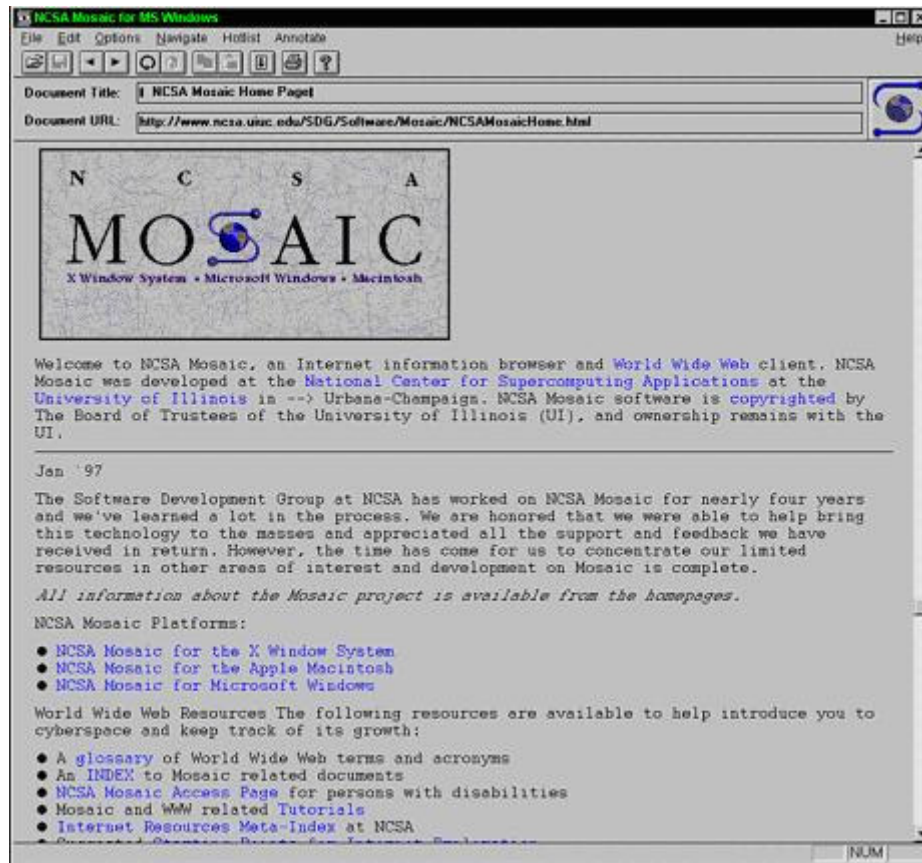 NCSA Mosaic for MS Windows
File Edit Options Navigate Hotlist Annotate Help
Document Title: NCSA Mosaic Home Page
Document URL: http://www.ncsa.uiuc.edu/SDG/Software/Mosaic/NCSAMosaicHome.html
N C S A
MOSAIC
X Window System • Microsoft Windows • Macintosh
Welcome to NCSA Mosaic, an Internet information browser and World Wide Web client. NCSA
Mosaic was developed at the National Center for Supercomputing Applications at the
University of Illinois in --> Urbana-Champaign. NCSA Mosaic software is copyrighted by
The Board of Trustees of the University of Illinois (UI), and ownership remains with the
UI.
Jan '97
The Software Development Group at NCSA has worked on NCSA Mosaic for nearly four years
and we've learned a lot in the process. We are honored that we were able to help bring
this technology to the masses and appreciated all the support and feedback we have
received in return. However, the time has come for us to concentrate our limited
resources in other areas of interest and development on Mosaic is complete.
All information about the Mosaic project is available from the homepages.
NCSA Mosaic Platforms:
● NCSA Mosaic for the X Window System
● NCSA Mosaic for the Apple Macintosh
● NCSA Mosaic for Microsoft Windows
World Wide Web Resources The following resources are available to help introduce you to
cyberspace and keep track of its growth:
● A glossary of World Wide Web terms and acronyms
● An INDEX to Mosaic related documents
● NCSA Mosaic Access Page for persons with disabilities
● Mosaic and WWW related Tutorials
● Internet Resources Meta-Index at NCSA
● Suggested Starting Points for Internet Exploration
NUM